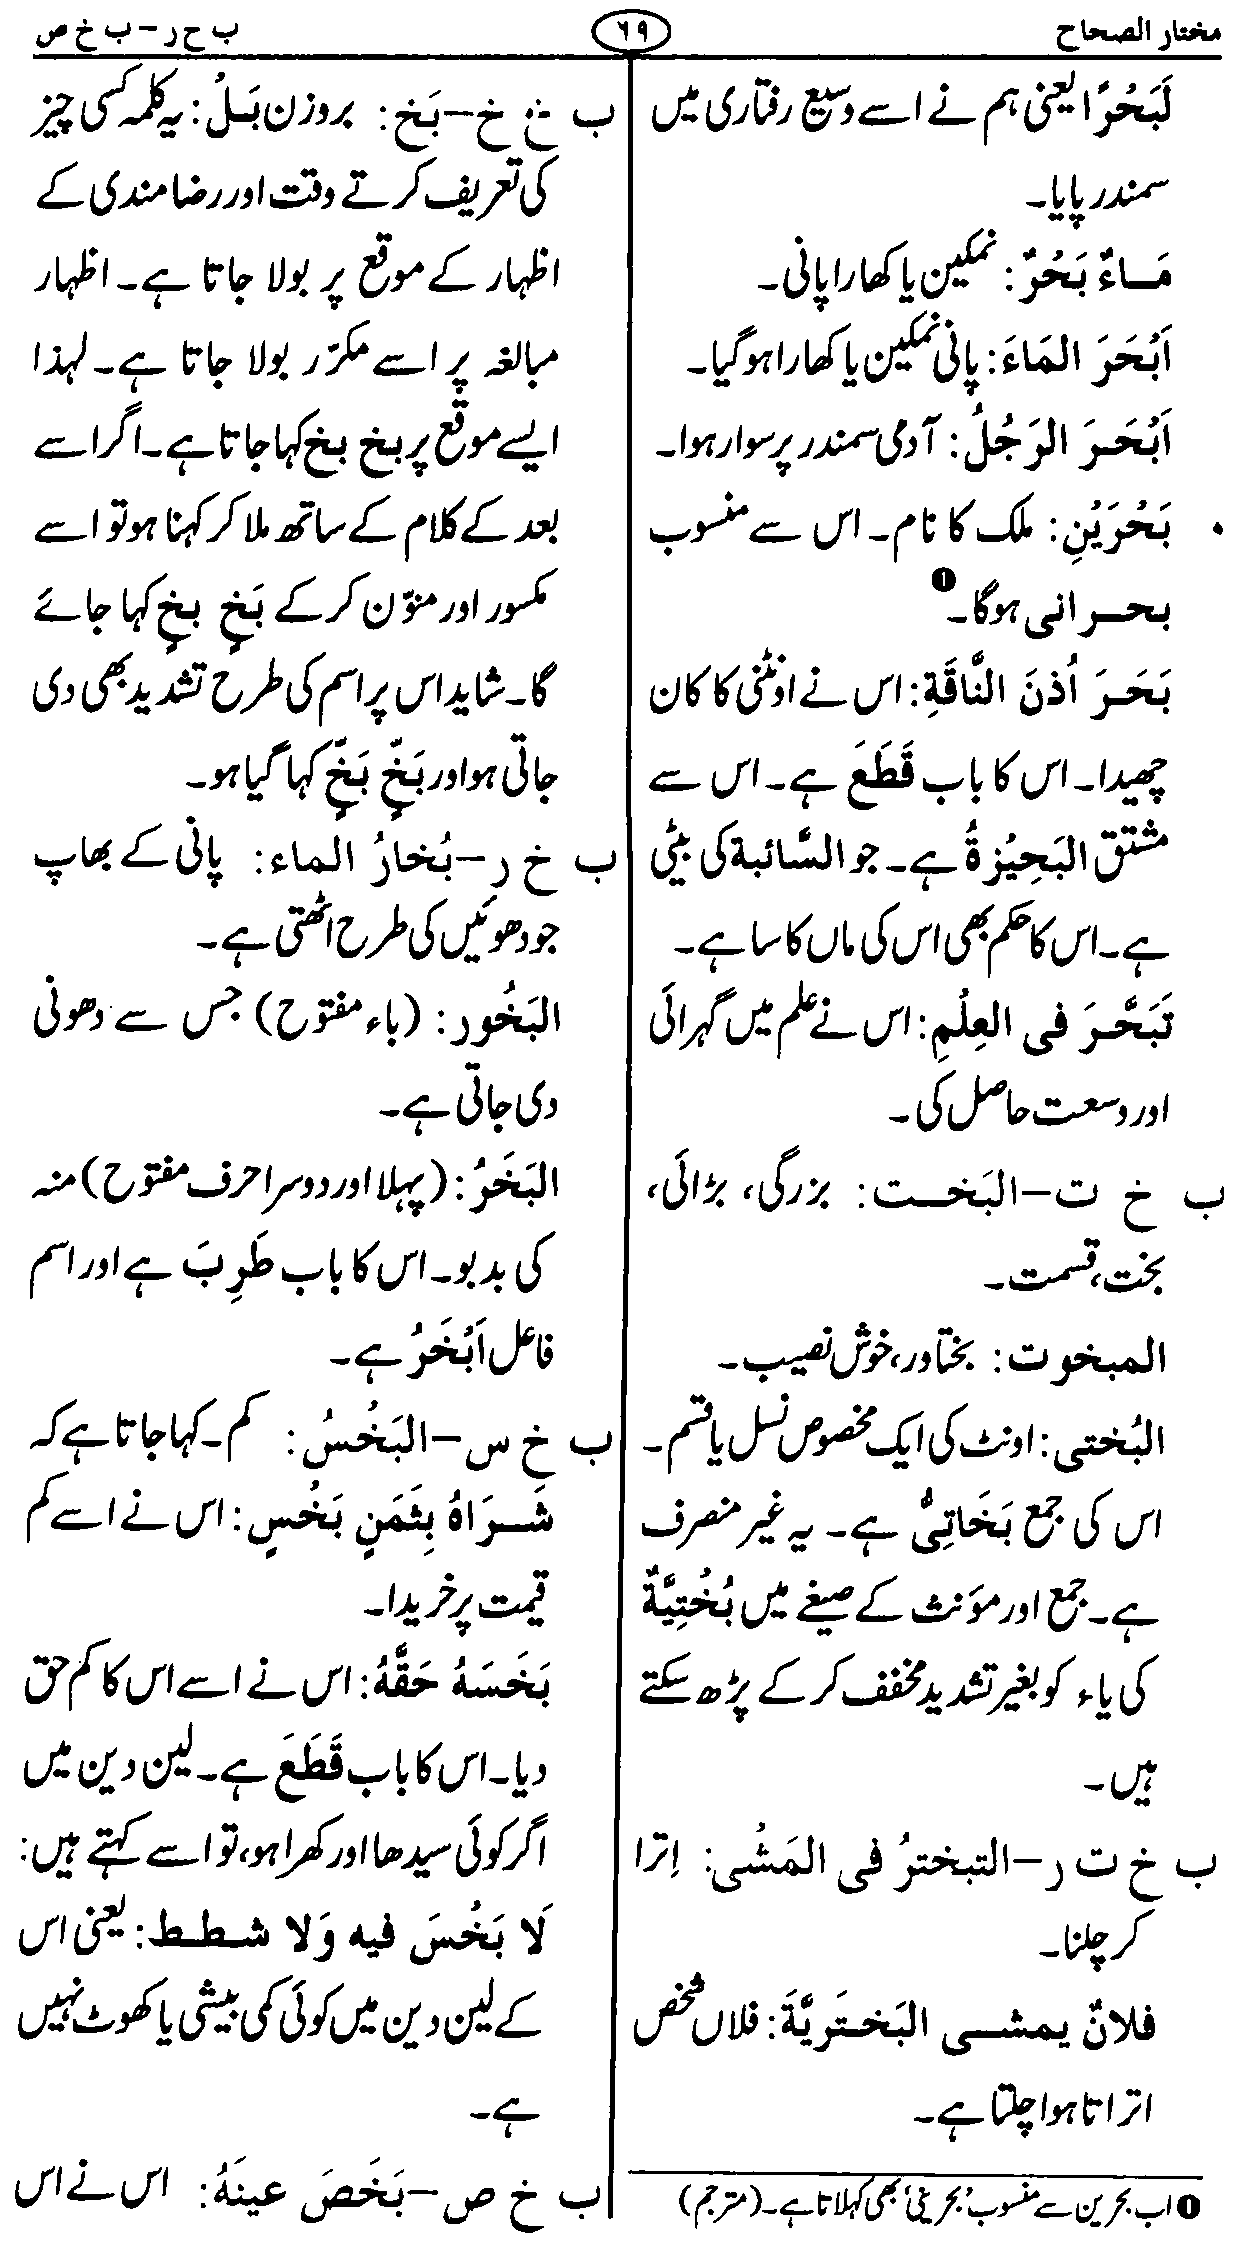 مختار الصحاح
٦٩
ب ح ر – ب خ ص
لَبَحْرًا یعنی ہم نے اسے وسیع رفتاری میں
سمندر پایا۔
مَاءٌ بَحْرٌ: نمکین یا کھارا پانی۔
اَبْحَرَ المَاءَ: پانی نمکین یا کھارا ہوگیا۔
اَبْحَرَ الرَجُلُ: آدمی سمندر پر سوار ہوا۔
بَحْرَیْنِ: ملک کا نام۔ اس سے منسوب
بحرانی ہوگا۔❶
بَحَرَ اُذنَ النَّاقَةِ: اس نے اونٹنی کا کان
چھیدا۔ اس کا باب قَطَعَ ہے۔ اس سے
مشتق البَحِیْرَةُ ہے۔ جو السَّائبة کی بیٹی
ہے۔ اس کا حکم بھی اس کی ماں کا سا ہے۔
تَبَحَّرَ فی العِلْمِ: اس نے علم میں گہرائی
اور وسعت حاصل کی۔
ب خ ت – البَخت: بزرگی، بڑائی،
بخت، قسمت۔
المبخوت: بختاور، خوش نصیب۔
البُختی: اونٹ کی ایک مخصوص نسل یا قسم۔
اس کی جمع بَخَاتِیُّ ہے۔ یہ غیر منصرف
ہے۔ جمع اور مؤنث کے صیغے میں بُخْتِیَّةٌ
کی یاء کو بغیر تشدید مخفف کر کے پڑھ سکتے
ہیں۔
ب خ ت ر – التبخترُ فی المَشْی: اِترا
کر چلنا۔
فلانٌ یمشی البَختَرِیَّةَ: فلاں شخص
اتراتا ہوا چلتا ہے۔
❶ اب بحرین سے منسوب 'بحرینیٔ' بھی کہلاتا ہے۔ (مترجم)
ب خ خ – بَخ: بروزن بَلْ: یہ کلمہ کسی چیز
کی تعریف کرتے وقت اور رضا مندی کے
اظہار کے موقع پر بولا جاتا ہے۔ اظہار
مبالغہ پر اسے مکرّر بولا جاتا ہے۔ لہذا
ایسے موقع پر بخ بخ کہا جاتا ہے۔ اگر اسے
بعد کے کلام کے ساتھ ملا کر کہنا ہو تو اسے
مکسور اور منوّن کر کے بَخٍ بخٍ کہا جائے
گا۔ شاید اس پر اسم کی طرح تشدید بھی دی
جاتی ہو اور بَخٍّ بَخٍّ کہا گیا ہو۔
ب خ ر – بُخارُ الماء: پانی کے بھاپ
جو دھوئیں کی طرح اٹھتی ہے۔
البَخُور: (باء مفتوح) جس سے دھونی
دی جاتی ہے۔
البَخَرُ: (پہلا اور دوسرا حرف مفتوح) منہ
کی بدبو۔ اس کا باب طَرِبَ ہے اور اسم
فاعل اَبْخَرُ ہے۔
ب خ س – البَخْسُ: کم۔ کہا جاتا ہے کہ
شَرَاهُ بِثَمَنٍ بَخْسٍ: اس نے اسے کم
قیمت پر خریدا۔
بَخَسَهُ حَقَّهُ: اس نے اسے اس کا کم حق
دیا۔ اس کا باب قَطَعَ ہے۔ لین دین میں
اگر کوئی سیدھا اور کھرا ہو، تو اسے کہتے ہیں:
لَا بَخْسَ فیه وَلا شطط: یعنی اس
کے لین دین میں کوئی کمی بیشی یا کھوٹ نہیں
ہے۔
ب خ ص – بَخَصَ عینَهُ: اس نے اس